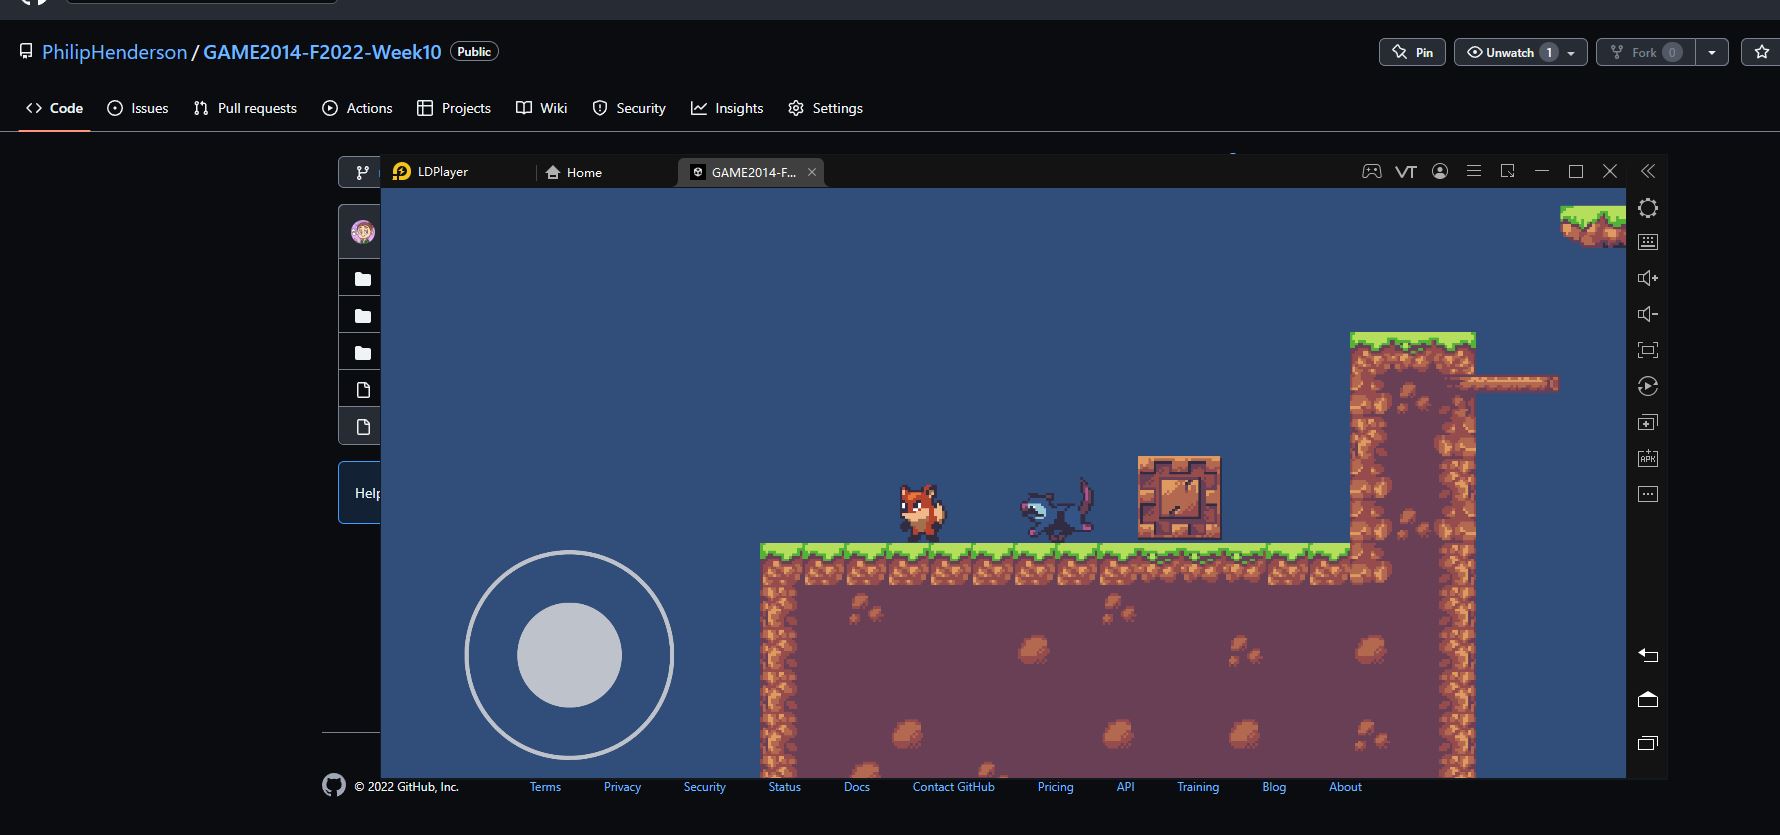 PhilipHenderson / GAME2014-F2022-Week10 Public
Pin
Unwatch 1
Fork 0
Code
Issues
Pull requests
Actions
Projects
Wiki
Security
Insights
Settings
LDPlayer
Home
GAME2014-F...
VT
APK
Help
© 2022 GitHub, Inc.
Terms
Privacy
Security
Status
Docs
Contact GitHub
Pricing
API
Training
Blog
About